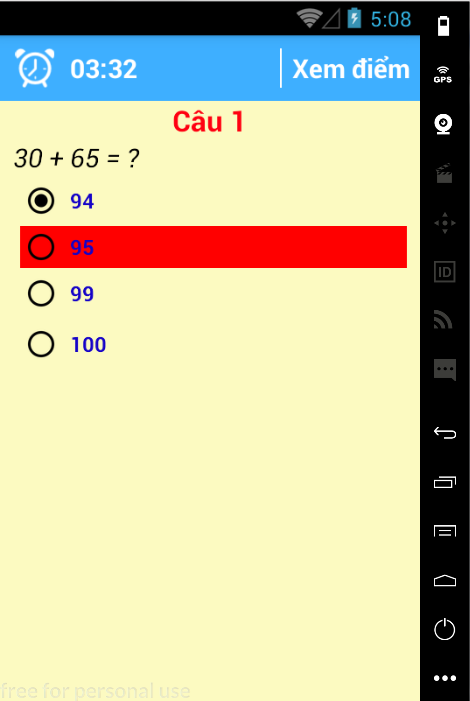 5:08
03:32 Xem điểm
Câu 1
30 + 65 = ?
94
95
99
100
free for personal use
GPS
ID